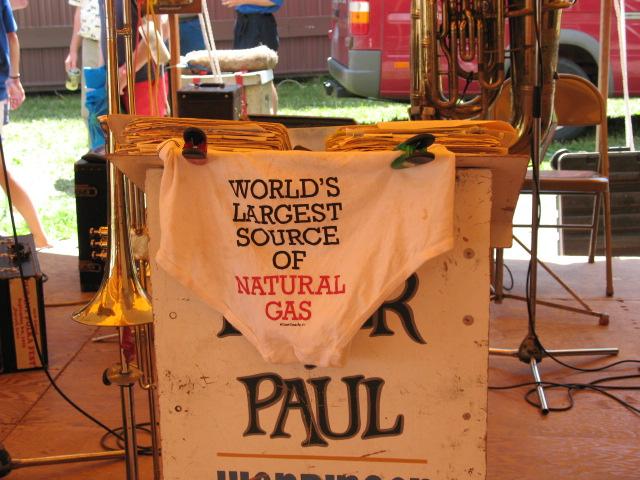 WORLD'S
LARGEST
SOURCE
OF
NATURAL
GAS
PAUL